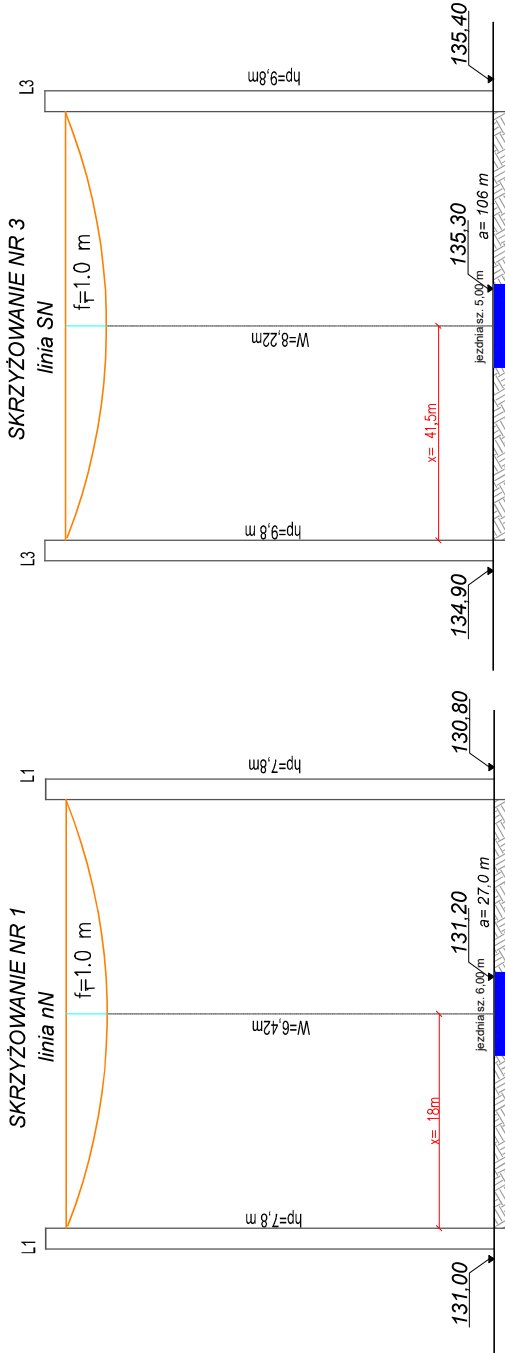 SKRZYŻOWANIE NR 1
linia nN
L1
L1
f=1.0 m
hp=7,8 m
hp=7,8m
W=6,42m
x= 18m
131,00
131,20
130,80
jezdnia sz. 6,00 m
a= 27,0 m
SKRZYŻOWANIE NR 3
linia SN
L3
L3
f=1.0 m
hp=9,8 m
hp=9,8m
W=8,22m
x= 41,5m
134,90
135,30
135,40
jezdnia sz. 5,00 m
a= 106 m